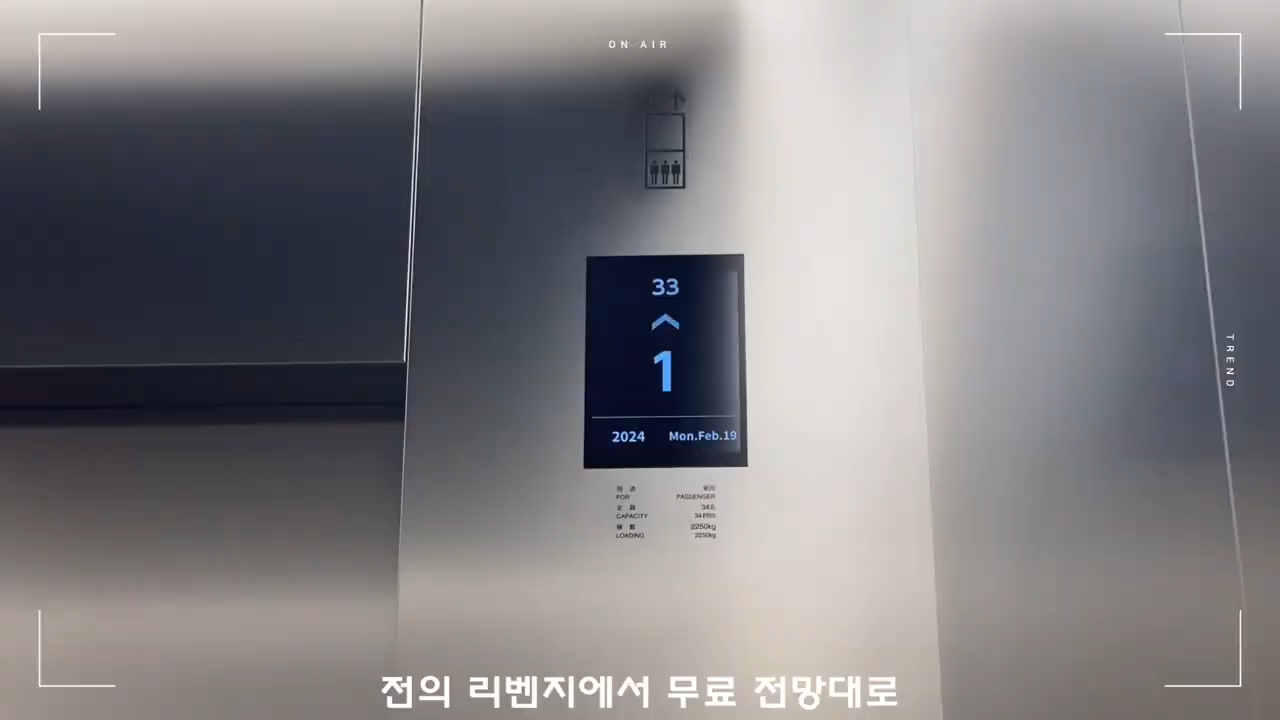 ON AIR
33
1
2024 Mon.Feb.19
TREND
用 途 乗用
FOR PASSENGER
定 員 34名
CAPACITY 34
積 載 2250kg
LOADING 2250kg
전의 리벤지에서 무료 전망대로